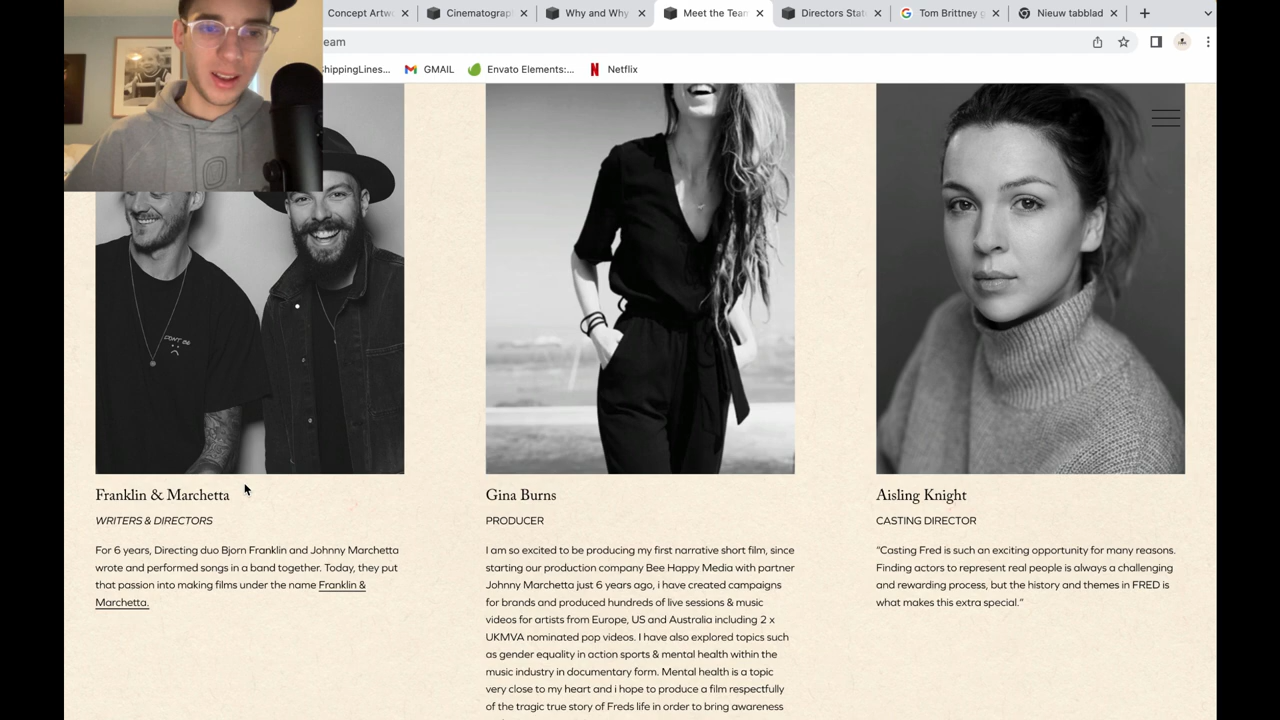 Concept Artw
Cinematograp
Why and Why
Meet the Tean
Directors Stat
Tom Brittney g
Nieuw tabblad
eam
ShippingLines...
GMAIL
Envato Elements:...
Netflix
Franklin & Marchetta
WRITERS & DIRECTORS
For 6 years, Directing duo Bjorn Franklin and Johnny Marchetta
wrote and performed songs in a band together. Today, they put
that passion into making films under the name Franklin &
Marchetta.
Gina Burns
PRODUCER
I am so excited to be producing my first narrative short film, since
starting our production company Bee Happy Media with partner
Johnny Marchetta just 6 years ago, i have created campaigns
for brands and produced hundreds of live sessions & music
videos for artists from Europe, US and Australia including 2 x
UKMVA nominated pop videos. I have also explored topics such
as gender equality in action sports & mental health within the
music industry in documentary form. Mental health is a topic
very close to my heart and i hope to produce a film respectfully
of the tragic true story of Freds life in order to bring awareness
Aisling Knight
CASTING DIRECTOR
"Casting Fred is such an exciting opportunity for many reasons.
Finding actors to represent real people is always a challenging
and rewarding process, but the history and themes in FRED is
what makes this extra special."